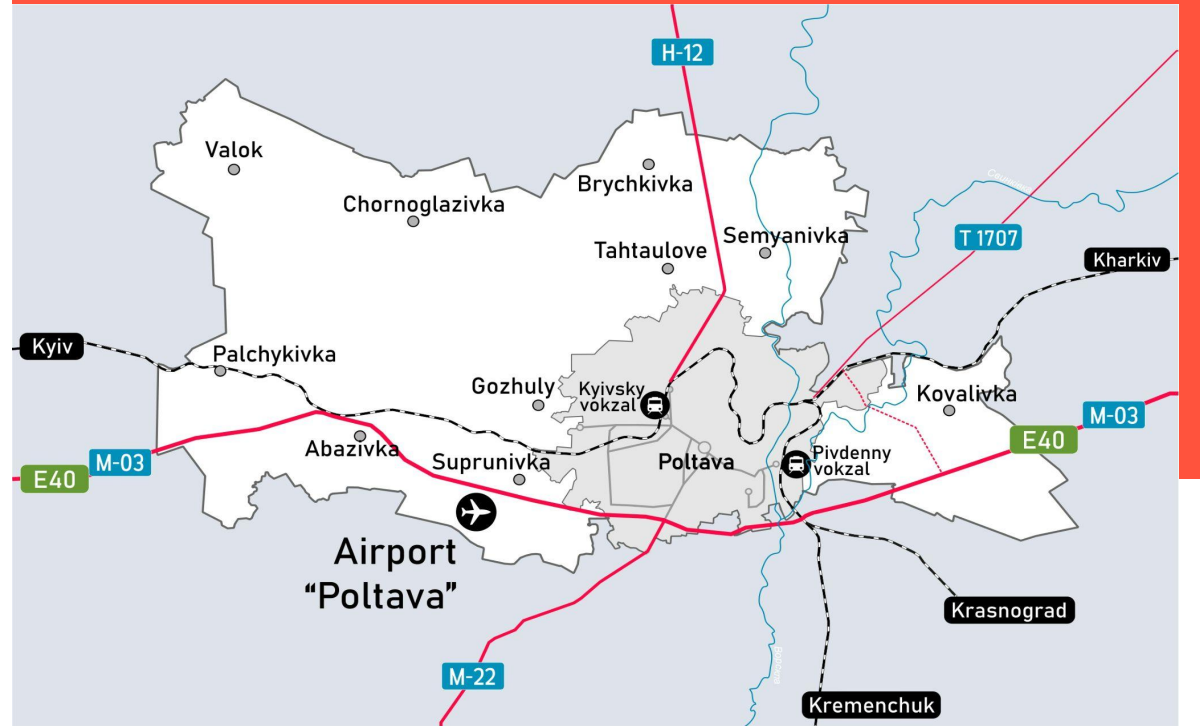 H-12
Valok
Brychkivka
Chornoglazivka
Semyanivka
T 1707
Tahtaulove
Kharkiv
Kyiv
Palchykivka
Gozhuly
Kyivsky
vokzal
Kovalivka
M-03
E40
Abazivka
M-03
E40
Suprunivka
Poltava
Pivdenny
vokzal
Airport
“Poltava”
Krasnograd
M-22
Kremenchuk